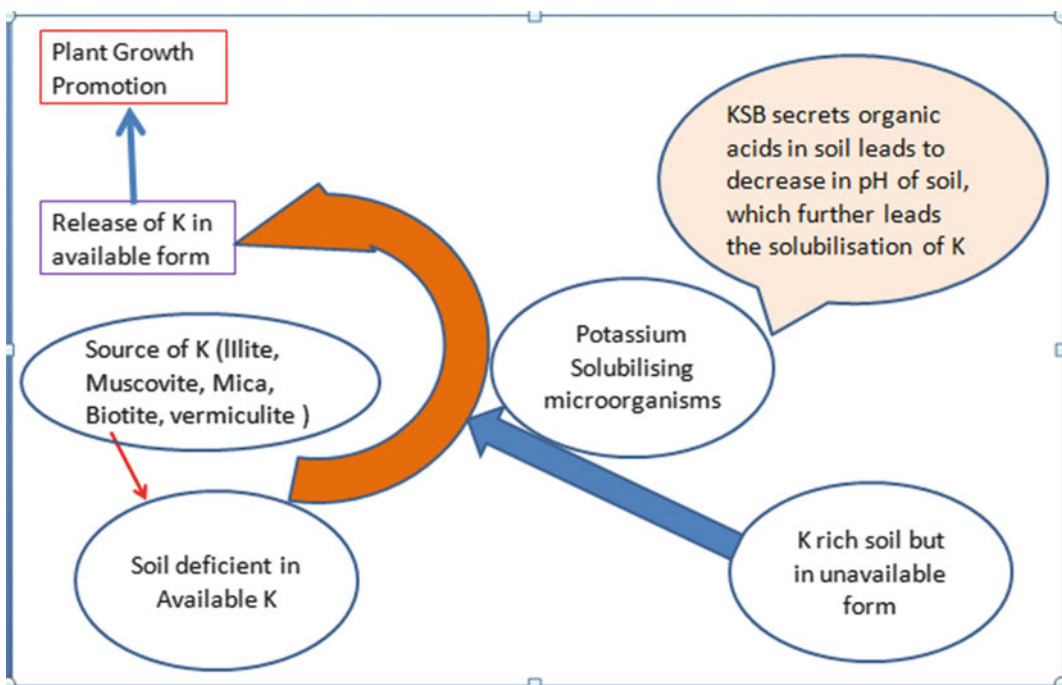 Plant Growth
Promotion
KSB secrets organic
acids in soil leads to
decrease in pH of soil,
which further leads
the solubilisation of K
Release of K in
available form
Source of K (IIlite,
Muscovite, Mica,
Biotite, vermiculite )
Potassium
Solubilising
microorganisms
Soil deficient in
Available K
K rich soil but
in unavailable
form